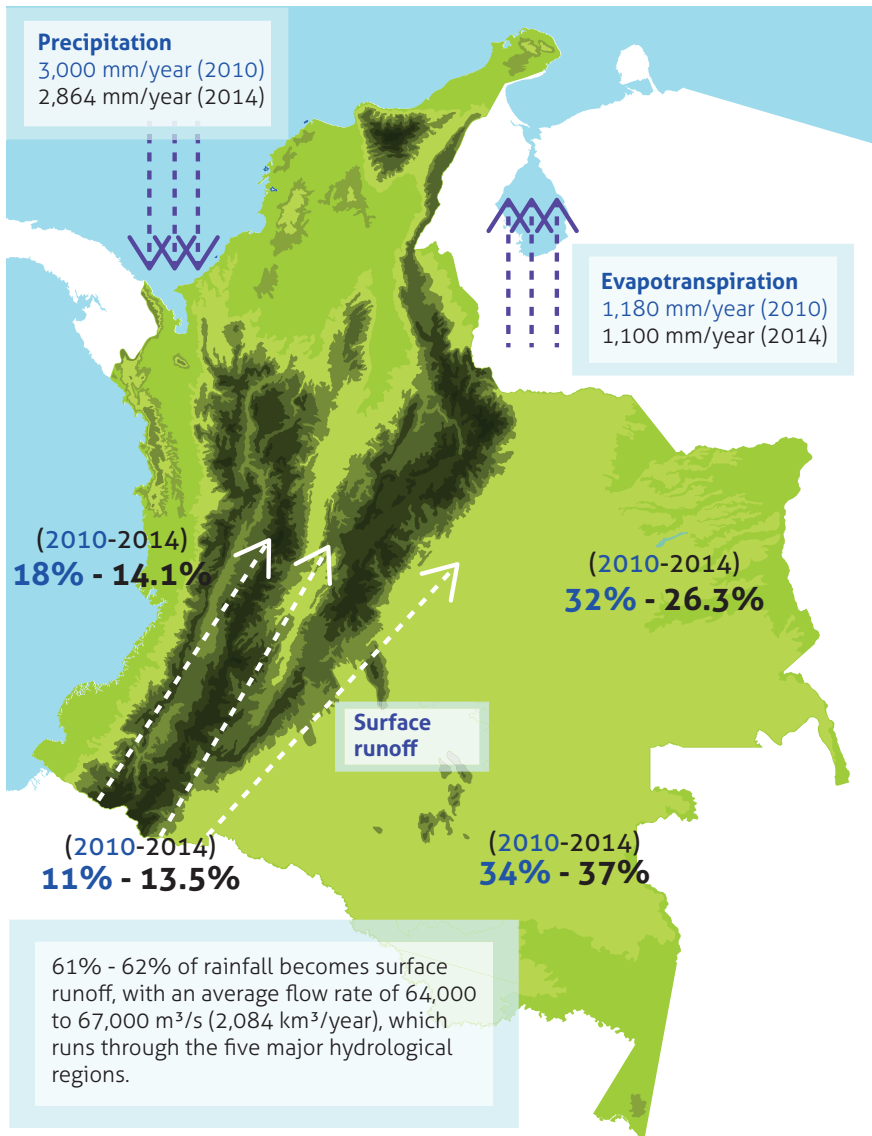 Precipitation
3,000 mm/year (2010)
2,864 mm/year (2014)
Evapotranspiration
1,180 mm/year (2010)
1,100 mm/year (2014)
(2010-2014)
18% - 14.1%
(2010-2014)
32% - 26.3%
Surface
runoff
(2010-2014)
11% - 13.5%
(2010-2014)
34% - 37%
61% - 62% of rainfall becomes surface
runoff, with an average flow rate of 64,000
to 67,000 m³/s (2,084 km³/year), which
runs through the five major hydrological
regions.